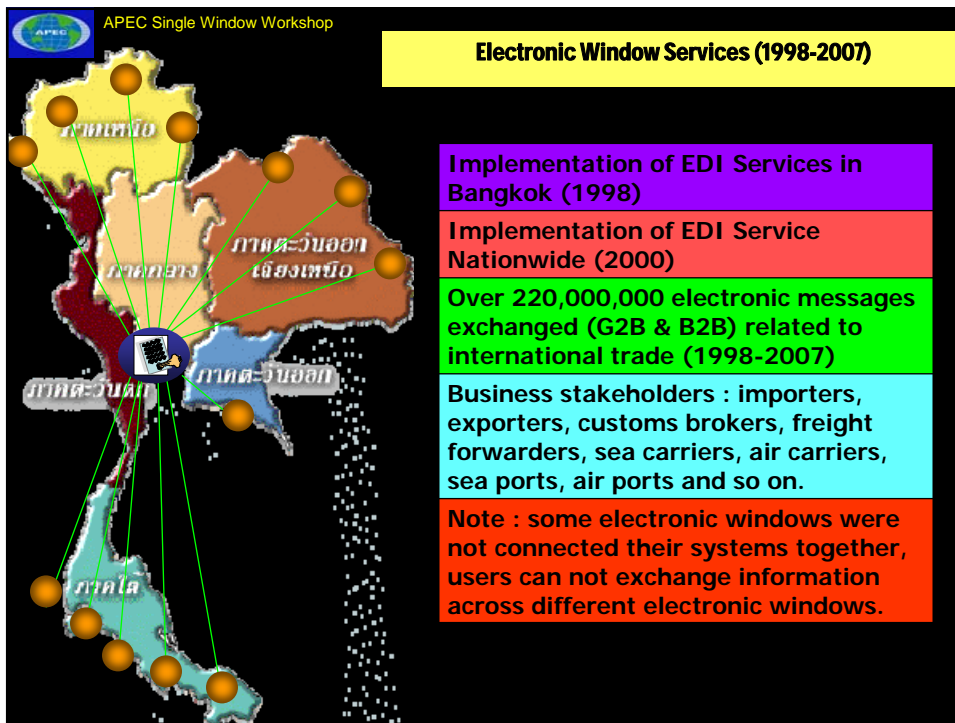 APEC
APEC Single Window Workshop
Electronic Window Services (1998-2007)
ภาคเหนือ
ภาคตะวันออก
เฉียงเหนือ
ภาคกลาง
ภาคตะวันตก
ภาคตะวันออก
ภาคใต้
Implementation of EDI Services in
Bangkok (1998)
Implementation of EDI Service
Nationwide (2000)
Over 220,000,000 electronic messages
exchanged (G2B & B2B) related to
international trade (1998-2007)
Business stakeholders : importers,
exporters, customs brokers, freight
forwarders, sea carriers, air carriers,
sea ports, air ports and so on.
Note : some electronic windows were
not connected their systems together,
users can not exchange information
across different electronic windows.